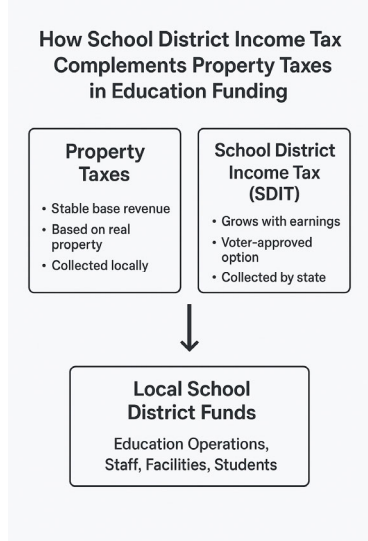 How School District Income Tax
Complements Property Taxes
in Education Funding
Property
Taxes
• Stable base revenue
• Based on real
property
• Collected locally
School District
Income Tax
(SDIT)
• Grows with earnings
• Voter-approved
option
• Collected by state
Local School
District Funds
Education Operations,
Staff, Facilities, Students